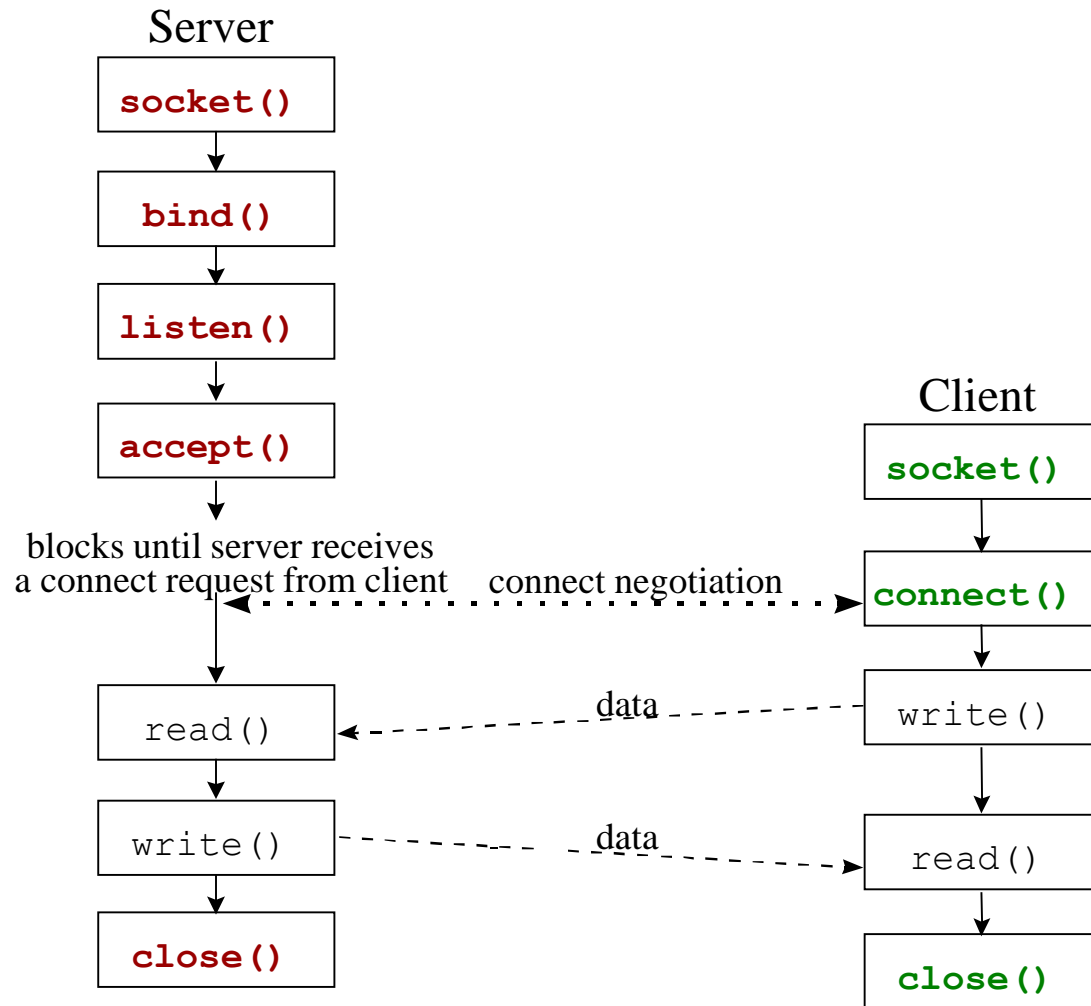 Server
socket()
bind()
listen()
accept()
blocks until server receives
a connect request from client
connect negotiation
read()
write()
close()
Client
socket()
connect()
data
write()
data
read()
close()